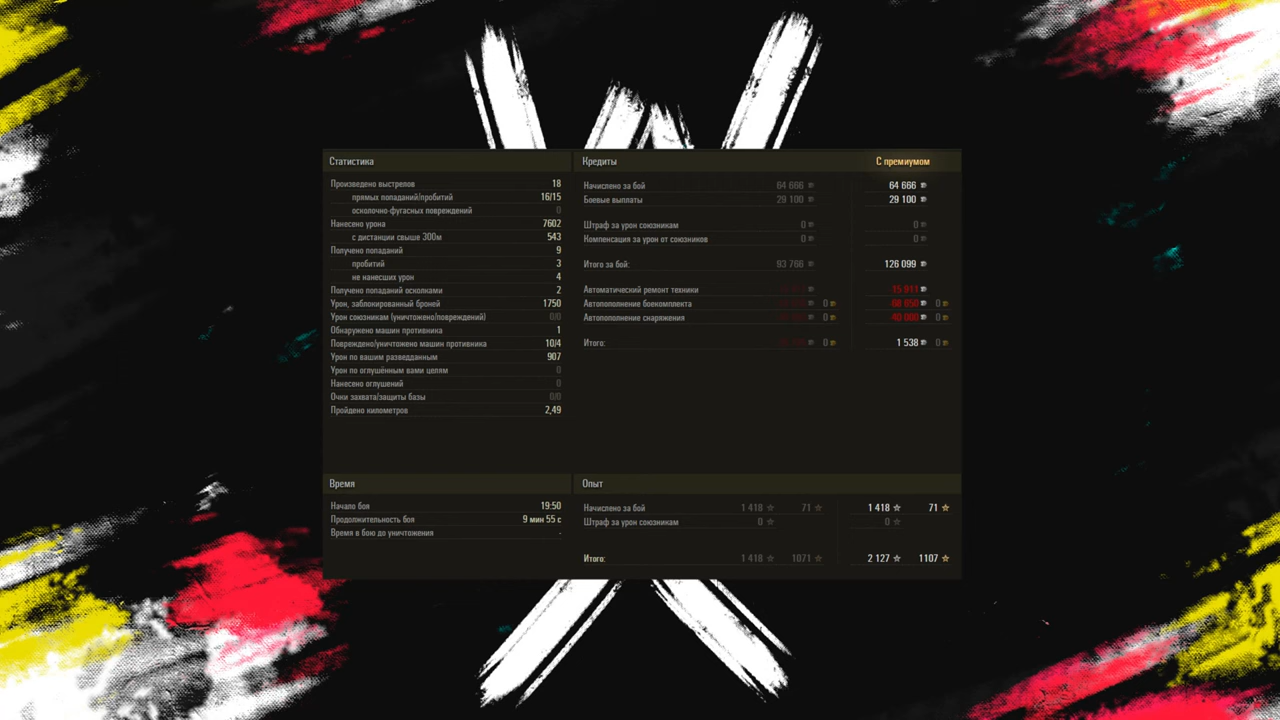 Статистика
Произведено выстрелов 18
прямых попаданий/пробитий 16/15
осколочно-фугасных повреждений 0
Нанесено урона 7602
с дистанции свыше 300м 543
Получено попаданий 9
пробитий 3
не нанесших урон 4
Получено попаданий осколками 2
Урон, заблокированный броней 1750
Урон союзникам (уничтожено/повреждений) 0/0
Обнаружено машин противника 1
Повреждено/уничтожено машин противника 10/4
Урон по вашим разведданным 907
Урон по оглушённым вами целям 0
Нанесено оглушений 0
Очки захвата/защиты базы 0/0
Пройдено километров 2,49
Кредиты С премиумом
Начислено за бой 64 666 64 666
Боевые выплаты 29 100 29 100
Штраф за урон союзникам 0 0
Компенсация за урон от союзников 0 0
Итого за бой: 93 766 126 099
Автоматический ремонт техники 15 911
Автопополнение боекомплекта 0 68 650 0
Автопополнение снаряжения 0 40 000 0
Итого: 0 1 538 0
Время
Начало боя 19:50
Продолжительность боя 9 мин 55 с
Время в бою до уничтожения -
Опыт
Начислено за бой 1 418 71 1 418 71
Штраф за урон союзникам 0 0
Итого: 1 418 1071 2 127 1107